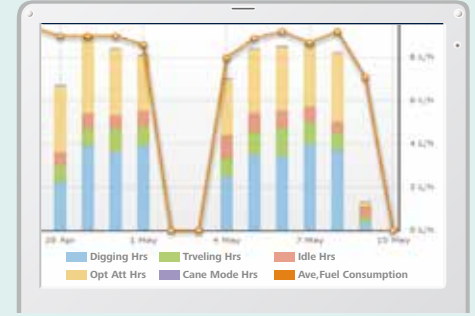 8 L/h
6 L/h
4 L/h
2 L/h
0 L/h
28 Apr 1 May 4 May 7 May 10 May
Digging Hrs Trveling Hrs Idle Hrs
Opt Att Hrs Cane Mode Hrs Ave,Fuel Consumption